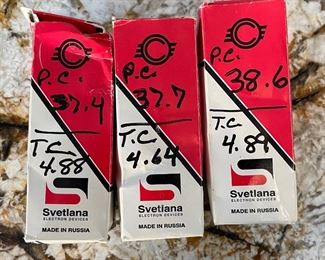 P.C.
37.4
T.C.
4.88
Svetlana
ELECTRON DEVICES
MADE IN RUSSIA
P.C.
37.7
T.C.
4.64
Svetlana
ELECTRON DEVICES
MADE IN RUSSIA
P.C.
38.6
T.C.
4.89
Svetlana
ELECTRON DEVICES
MADE IN RUSSIA